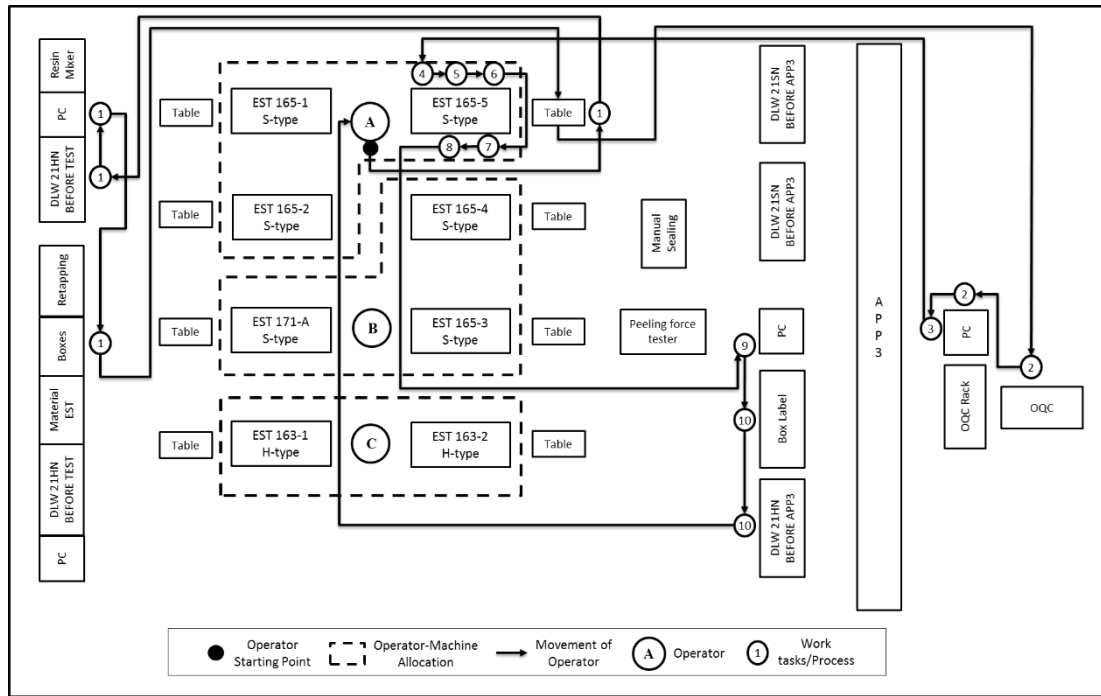 Resin
Mixer
PC
DLW 21HN
BEFORE TEST
Retapping
Boxes
Material
EST
DLW 21HN
BEFORE TEST
PC
1
1
1
Table
Table
Table
Table
EST 165-1
S-type
A
4
5
6
EST 165-5
S-type
8
7
Table
1
EST 165-2
S-type
EST 165-4
S-type
Table
EST 171-A
S-type
B
EST 165-3
S-type
Table
EST 163-1
H-type
C
EST 163-2
H-type
Table
Manual
Sealing
Peeling force
tester
DLW 21SN
BEFORE APP3
DLW 21SN
BEFORE APP3
9
PC
10
Box Label
10
DLW 21HN
BEFORE APP3
A
P
P
3
2
3
PC
2
OQC Rack
OQC
Operator
Starting Point
Operator-Machine
Allocation
Movement of
Operator
A
Operator
1
Work
tasks/Process